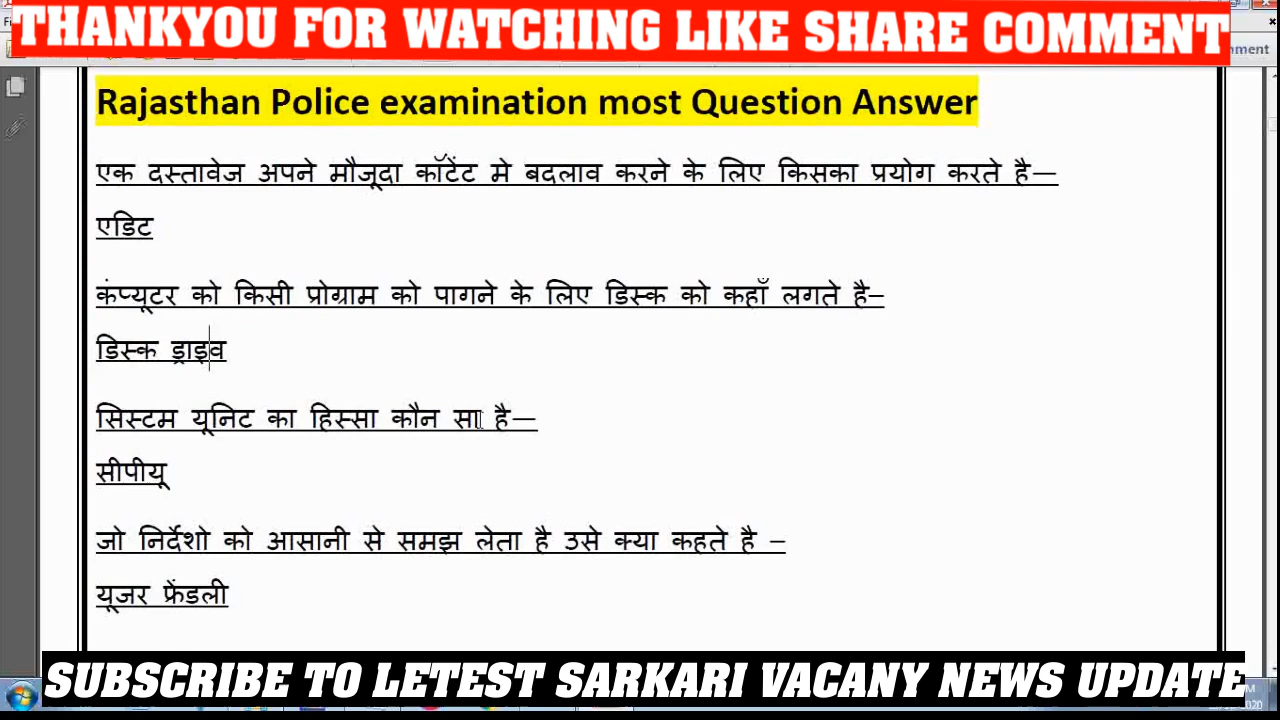 THANKYOU FOR WATCHING LIKE SHARE COMMENT
Rajasthan Police examination most Question Answer
एक दस्तावेज अपने मौजूदा कॉटेंट मे बदलाव करने के लिए किसका प्रयोग करते है—
एडिट
कंप्यूटर को किसी प्रोग्राम को पागने के लिए डिस्क को कहाँ लगते है–
डिस्क ड्राइव
सिस्टम यूनिट का हिस्सा कौन सा है—
सीपीयू
जो निर्देशो को आसानी से समझ लेता है उसे क्या कहते है –
यूजर फ्रेंडली
SUBSCRIBE TO LETEST SARKARI VACANY NEWS UPDATE